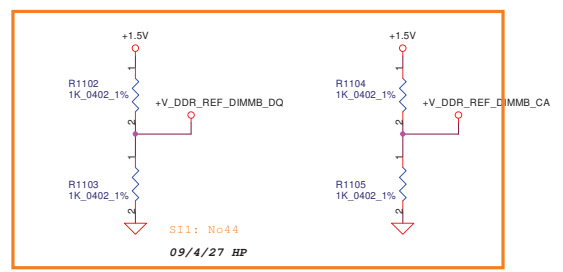 +1.5V
+1.5V
1
1
R1102
1K_0402_1%
R1104
1K_0402_1%
+V_DDR_REF_DIMMB_DQ
+V_DDR_REF_DIMMB_CA
2
2
1
1
R1103
1K_0402_1%
R1105
1K_0402_1%
2
2
SI1: No44
09/4/27 HP